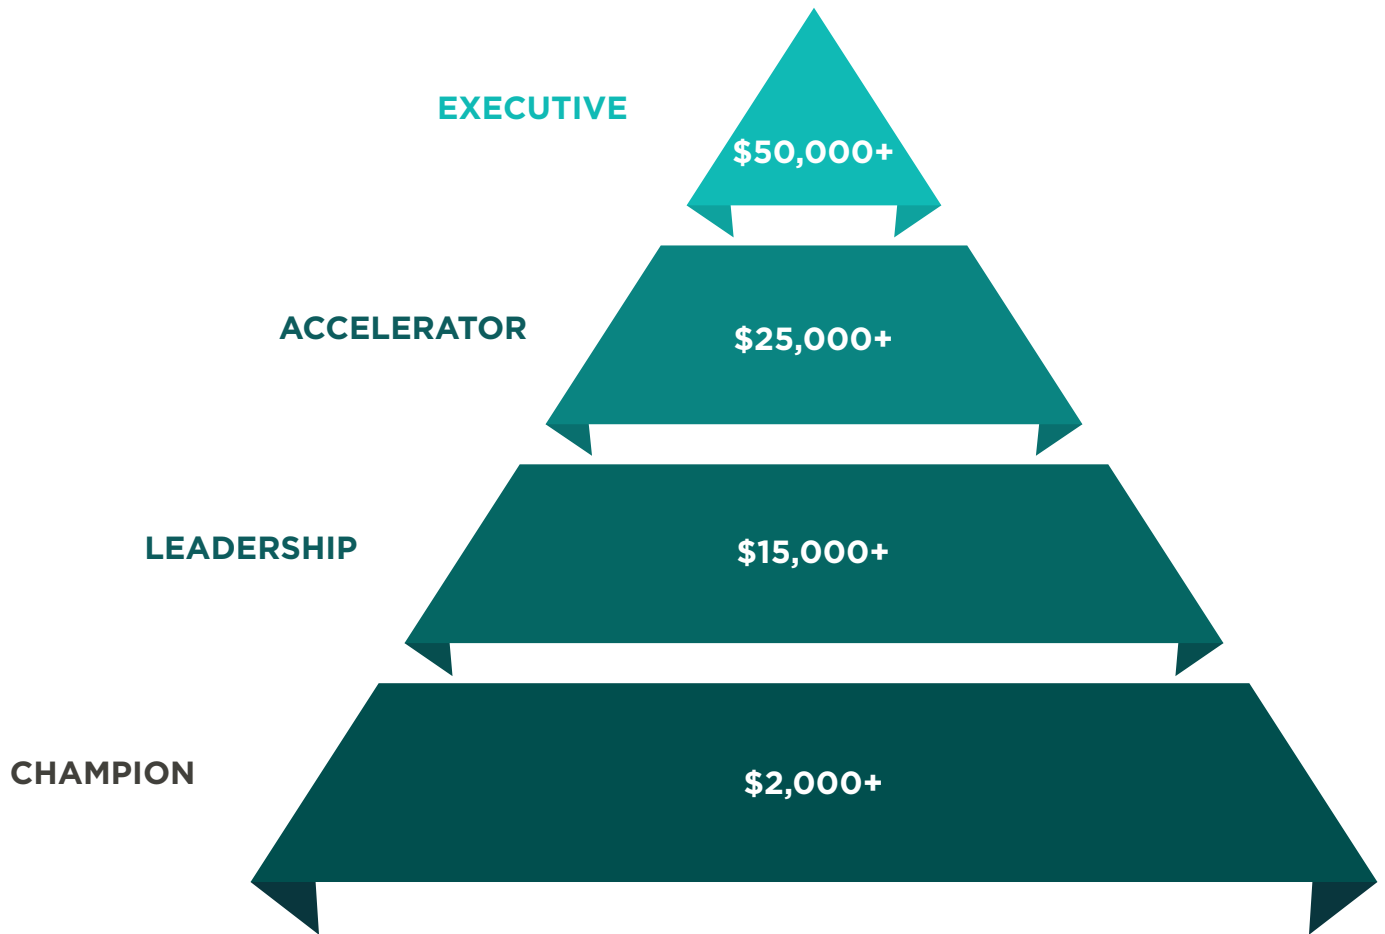 EXECUTIVE
$50,000+
ACCELERATOR
$25,000+
LEADERSHIP
$15,000+
CHAMPION
$2,000+